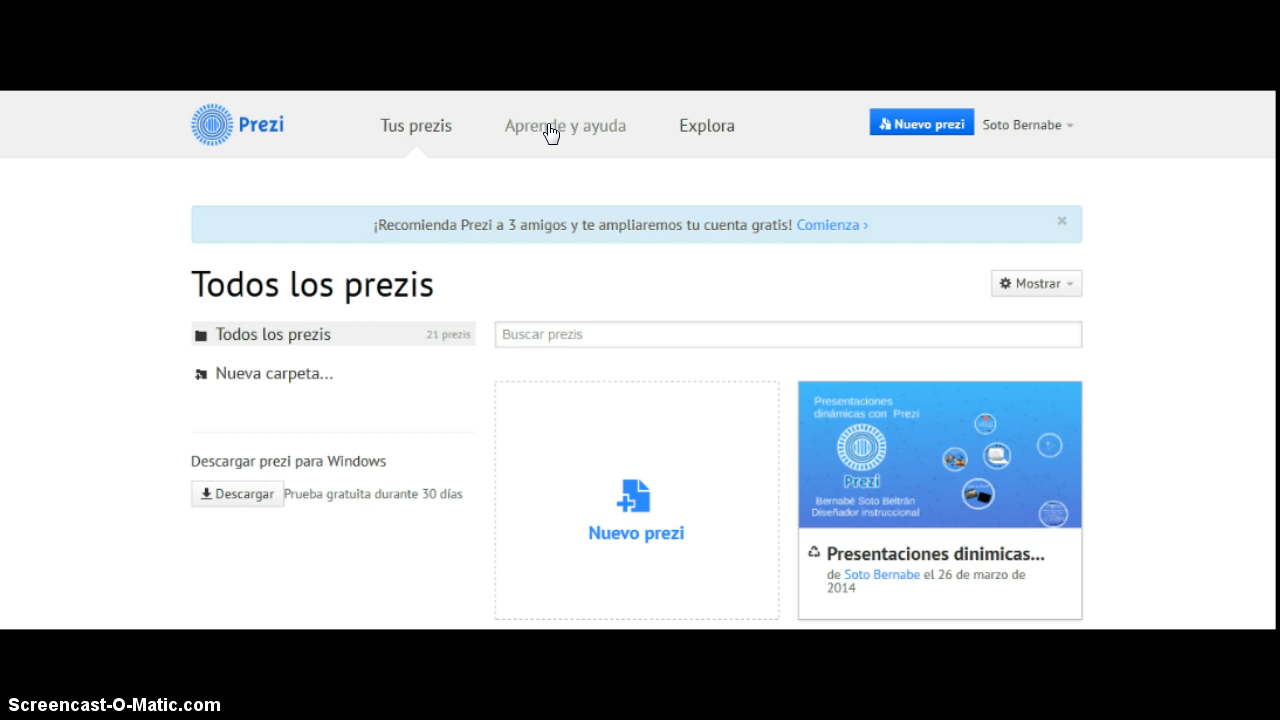 Prezi
Tus prezis
Aprende y ayuda
Explora
Nuevo prezi
Soto Bernabe
¡Recomienda Prezi a 3 amigos y te ampliaremos tu cuenta gratis! Comienza ›
Todos los prezis
Mostrar
Todos los prezis 21 prezis
Buscar prezis
Nueva carpeta...
Descargar prezi para Windows
Descargar Prueba gratuita durante 30 días
Nuevo prezi
Presentaciones
dinámicas con Prezi
Prezi
Bernabé Soto Beltrán
Diseñador instruccional
Presentaciones dinimicas...
de Soto Bernabe el 26 de marzo de
2014
Screencast-O-Matic.com